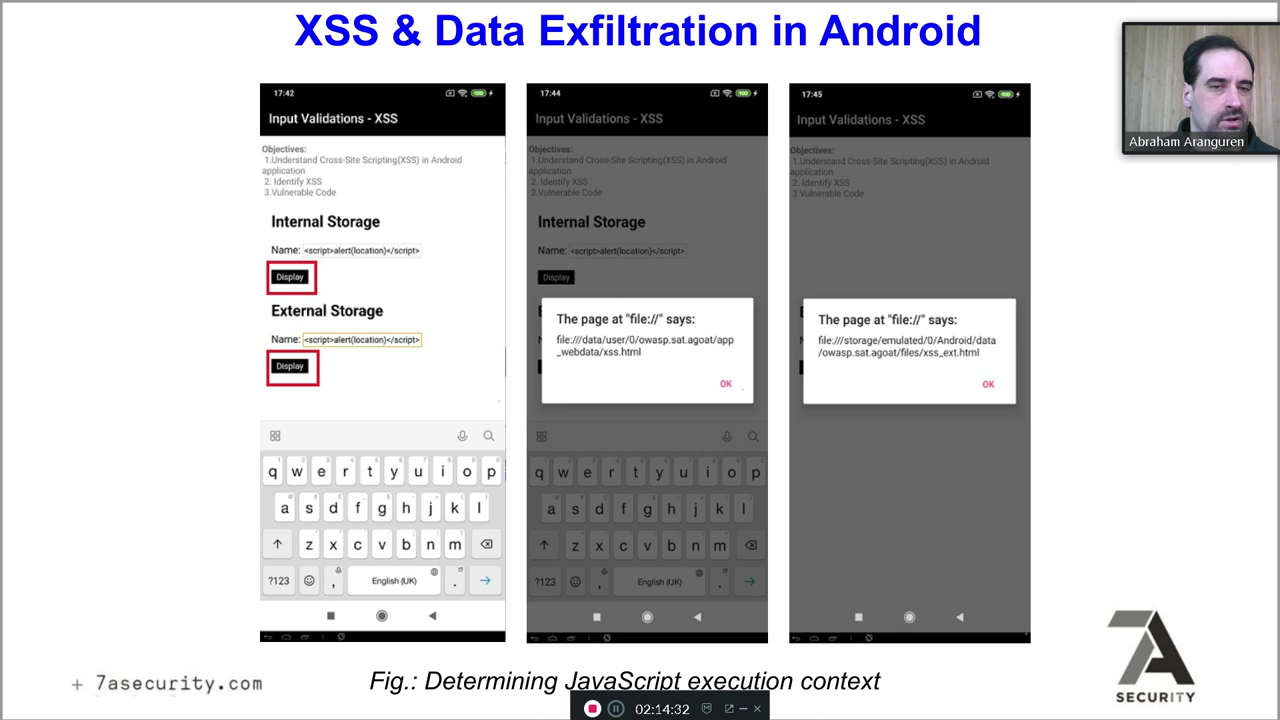 XSS & Data Exfiltration in Android
Abraham Aranguren
17:42
Input Validations - XSS
Objectives:
1.Understand Cross-Site Scripting(XSS) in Android
application
2. Identify XSS
3.Vulnerable Code
Internal Storage
Name: <script>alert(location)</script>
Display
External Storage
Name: <script>alert(location)</script>
Display
q w e r t y u i o p
a s d f g h j k l
z x c v b n m
?123 , English (UK) .
17:44
Input Validations - XSS
Objectives:
1.Understand Cross-Site Scripting(XSS) in Android
application
2. Identify XSS
3.Vulnerable Code
Internal Storage
Name: <script>alert(location)</script>
Display
The page at "file://" says:
file:///data/user/0/owasp.sat.agoat/app
_webdata/xss.html
OK
q w e r t y u i o p
a s d f g h j k l
z x c v b n m
?123 , English (UK) .
17:45
Input Validations - XSS
Objectives:
1.Understand Cross-Site Scripting(XSS) in Android
application
2. Identify XSS
3.Vulnerable Code
The page at "file://" says:
file:///storage/emulated/0/Android/data
/owasp.sat.agoat/files/xss_ext.html
OK
+ 7asecurity.com
Fig.: Determining JavaScript execution context
7A
SECURITY
02:14:32